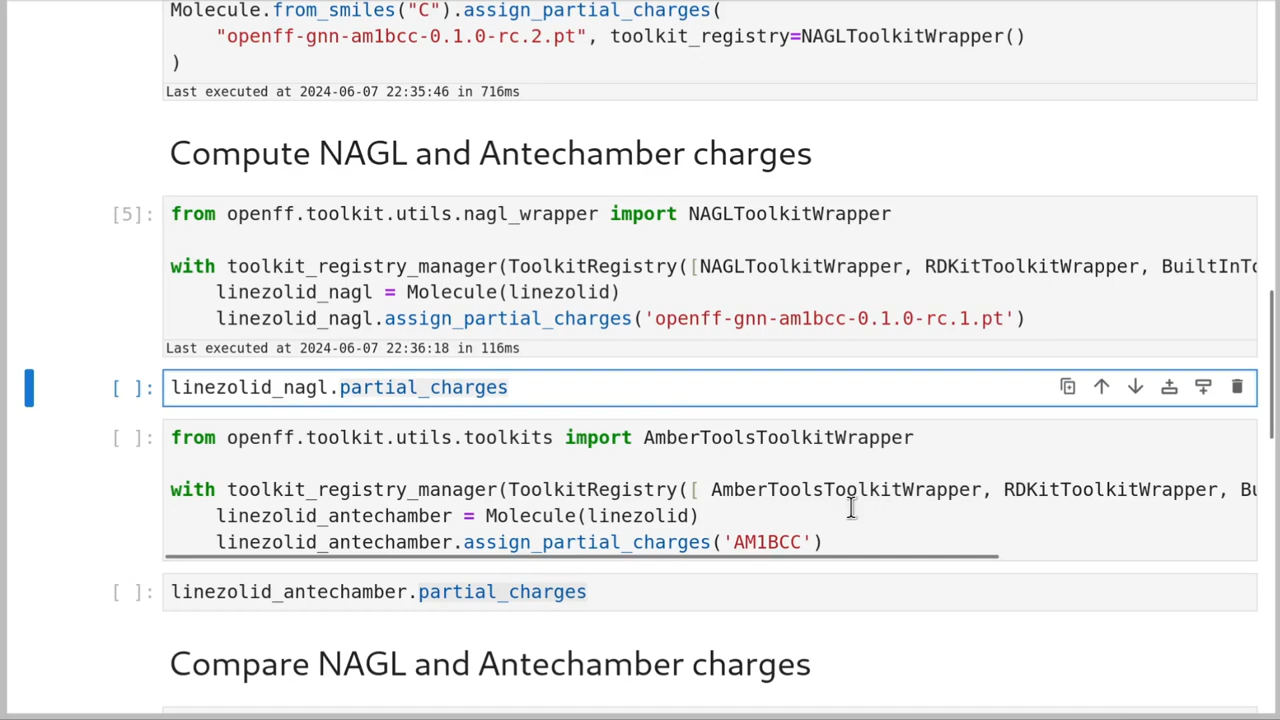 Molecule.from_smiles("C").assign_partial_charges(
"openff-gnn-am1bcc-0.1.0-rc.2.pt", toolkit_registry=NAGLToolkitWrapper()
)
Last executed at 2024-06-07 22:35:46 in 716ms
Compute NAGL and Antechamber charges
[5]: from openff.toolkit.utils.nagl_wrapper import NAGLToolkitWrapper
with toolkit_registry_manager(ToolkitRegistry([NAGLToolkitWrapper, RDKitToolkitWrapper, BuiltInTo
linezolid_nagl = Molecule(linezolid)
linezolid_nagl.assign_partial_charges('openff-gnn-am1bcc-0.1.0-rc.1.pt')
Last executed at 2024-06-07 22:36:18 in 116ms
[ ]: linezolid_nagl.partial_charges
[ ]: from openff.toolkit.utils.toolkits import AmberToolsToolkitWrapper
with toolkit_registry_manager(ToolkitRegistry([ AmberToolsToolkitWrapper, RDKitToolkitWrapper, Bu
linezolid_antechamber = Molecule(linezolid)
linezolid_antechamber.assign_partial_charges('AM1BCC')
[ ]: linezolid_antechamber.partial_charges
Compare NAGL and Antechamber charges